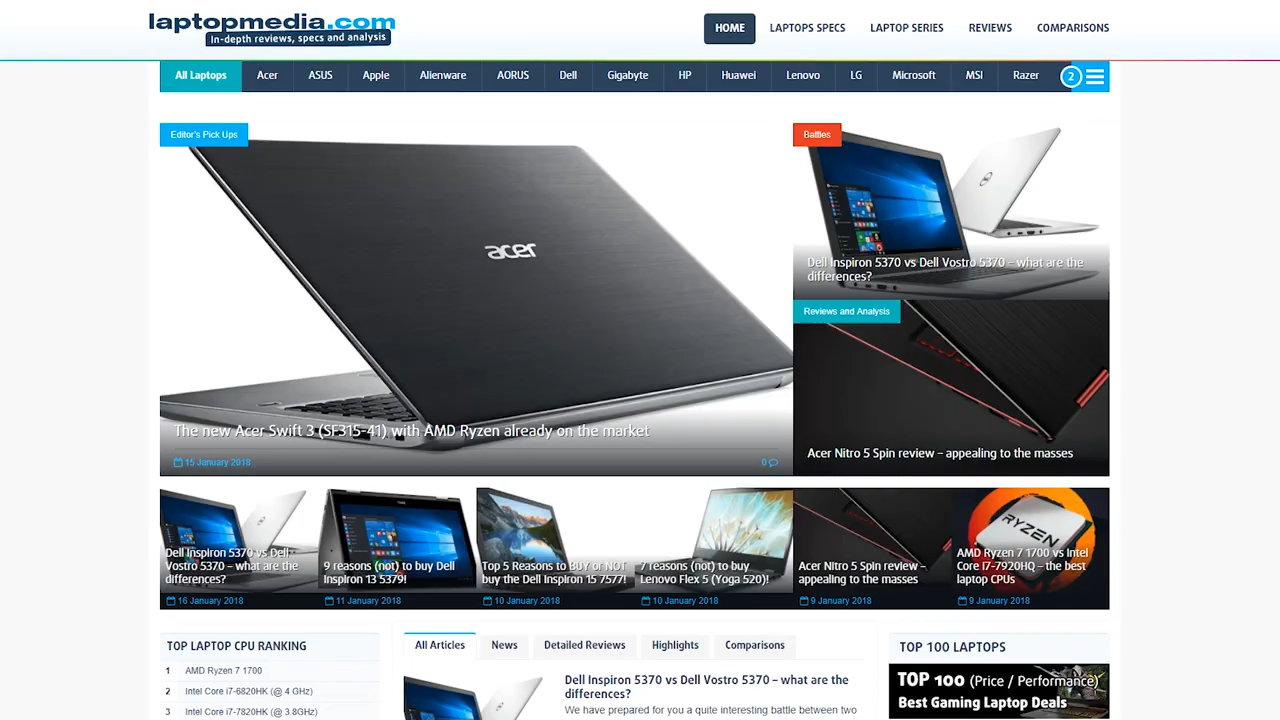 laptopmedia.com
In-depth reviews, specs and analysis
HOME LAPTOPS SPECS LAPTOP SERIES REVIEWS COMPARISONS
All Laptops Acer ASUS Apple Alienware AORUS Dell Gigabyte HP Huawei Lenovo LG Microsoft MSI Razer 2
Editor's Pick Ups
acer
The new Acer Swift 3 (SF315-41) with AMD Ryzen already on the market
15 January 2018 0
Battles
Dell Inspiron 5370 vs Dell Vostro 5370 – what are the
differences?
Reviews and Analysis
Acer Nitro 5 Spin review – appealing to the masses
Dell Inspiron 5370 vs Dell
Vostro 5370 – what are the
differences?
16 January 2018
9 reasons (not) to buy Dell
Inspiron 13 5379!
11 January 2018
Top 5 Reasons to BUY or NOT
buy the Dell Inspiron 15 7577!
10 January 2018
7 reasons (not) to buy
Lenovo Flex 5 (Yoga 520)!
10 January 2018
Acer Nitro 5 Spin review –
appealing to the masses
9 January 2018
RYZEN
AMD Ryzen 7 1700 vs Intel
Core i7-7920HQ – the best
laptop CPUs
9 January 2018
TOP LAPTOP CPU RANKING
1 AMD Ryzen 7 1700
2 Intel Core i7-6820HK (@ 4 GHz)
3 Intel Core i7-7820HK (@ 3.8GHz)
All Articles News Detailed Reviews Highlights Comparisons
Dell Inspiron 5370 vs Dell Vostro 5370 – what are the
differences?
We have prepared for you a quite interesting battle between two
TOP 100 LAPTOPS
TOP 100 (Price / Performance)
Best Gaming Laptop Deals